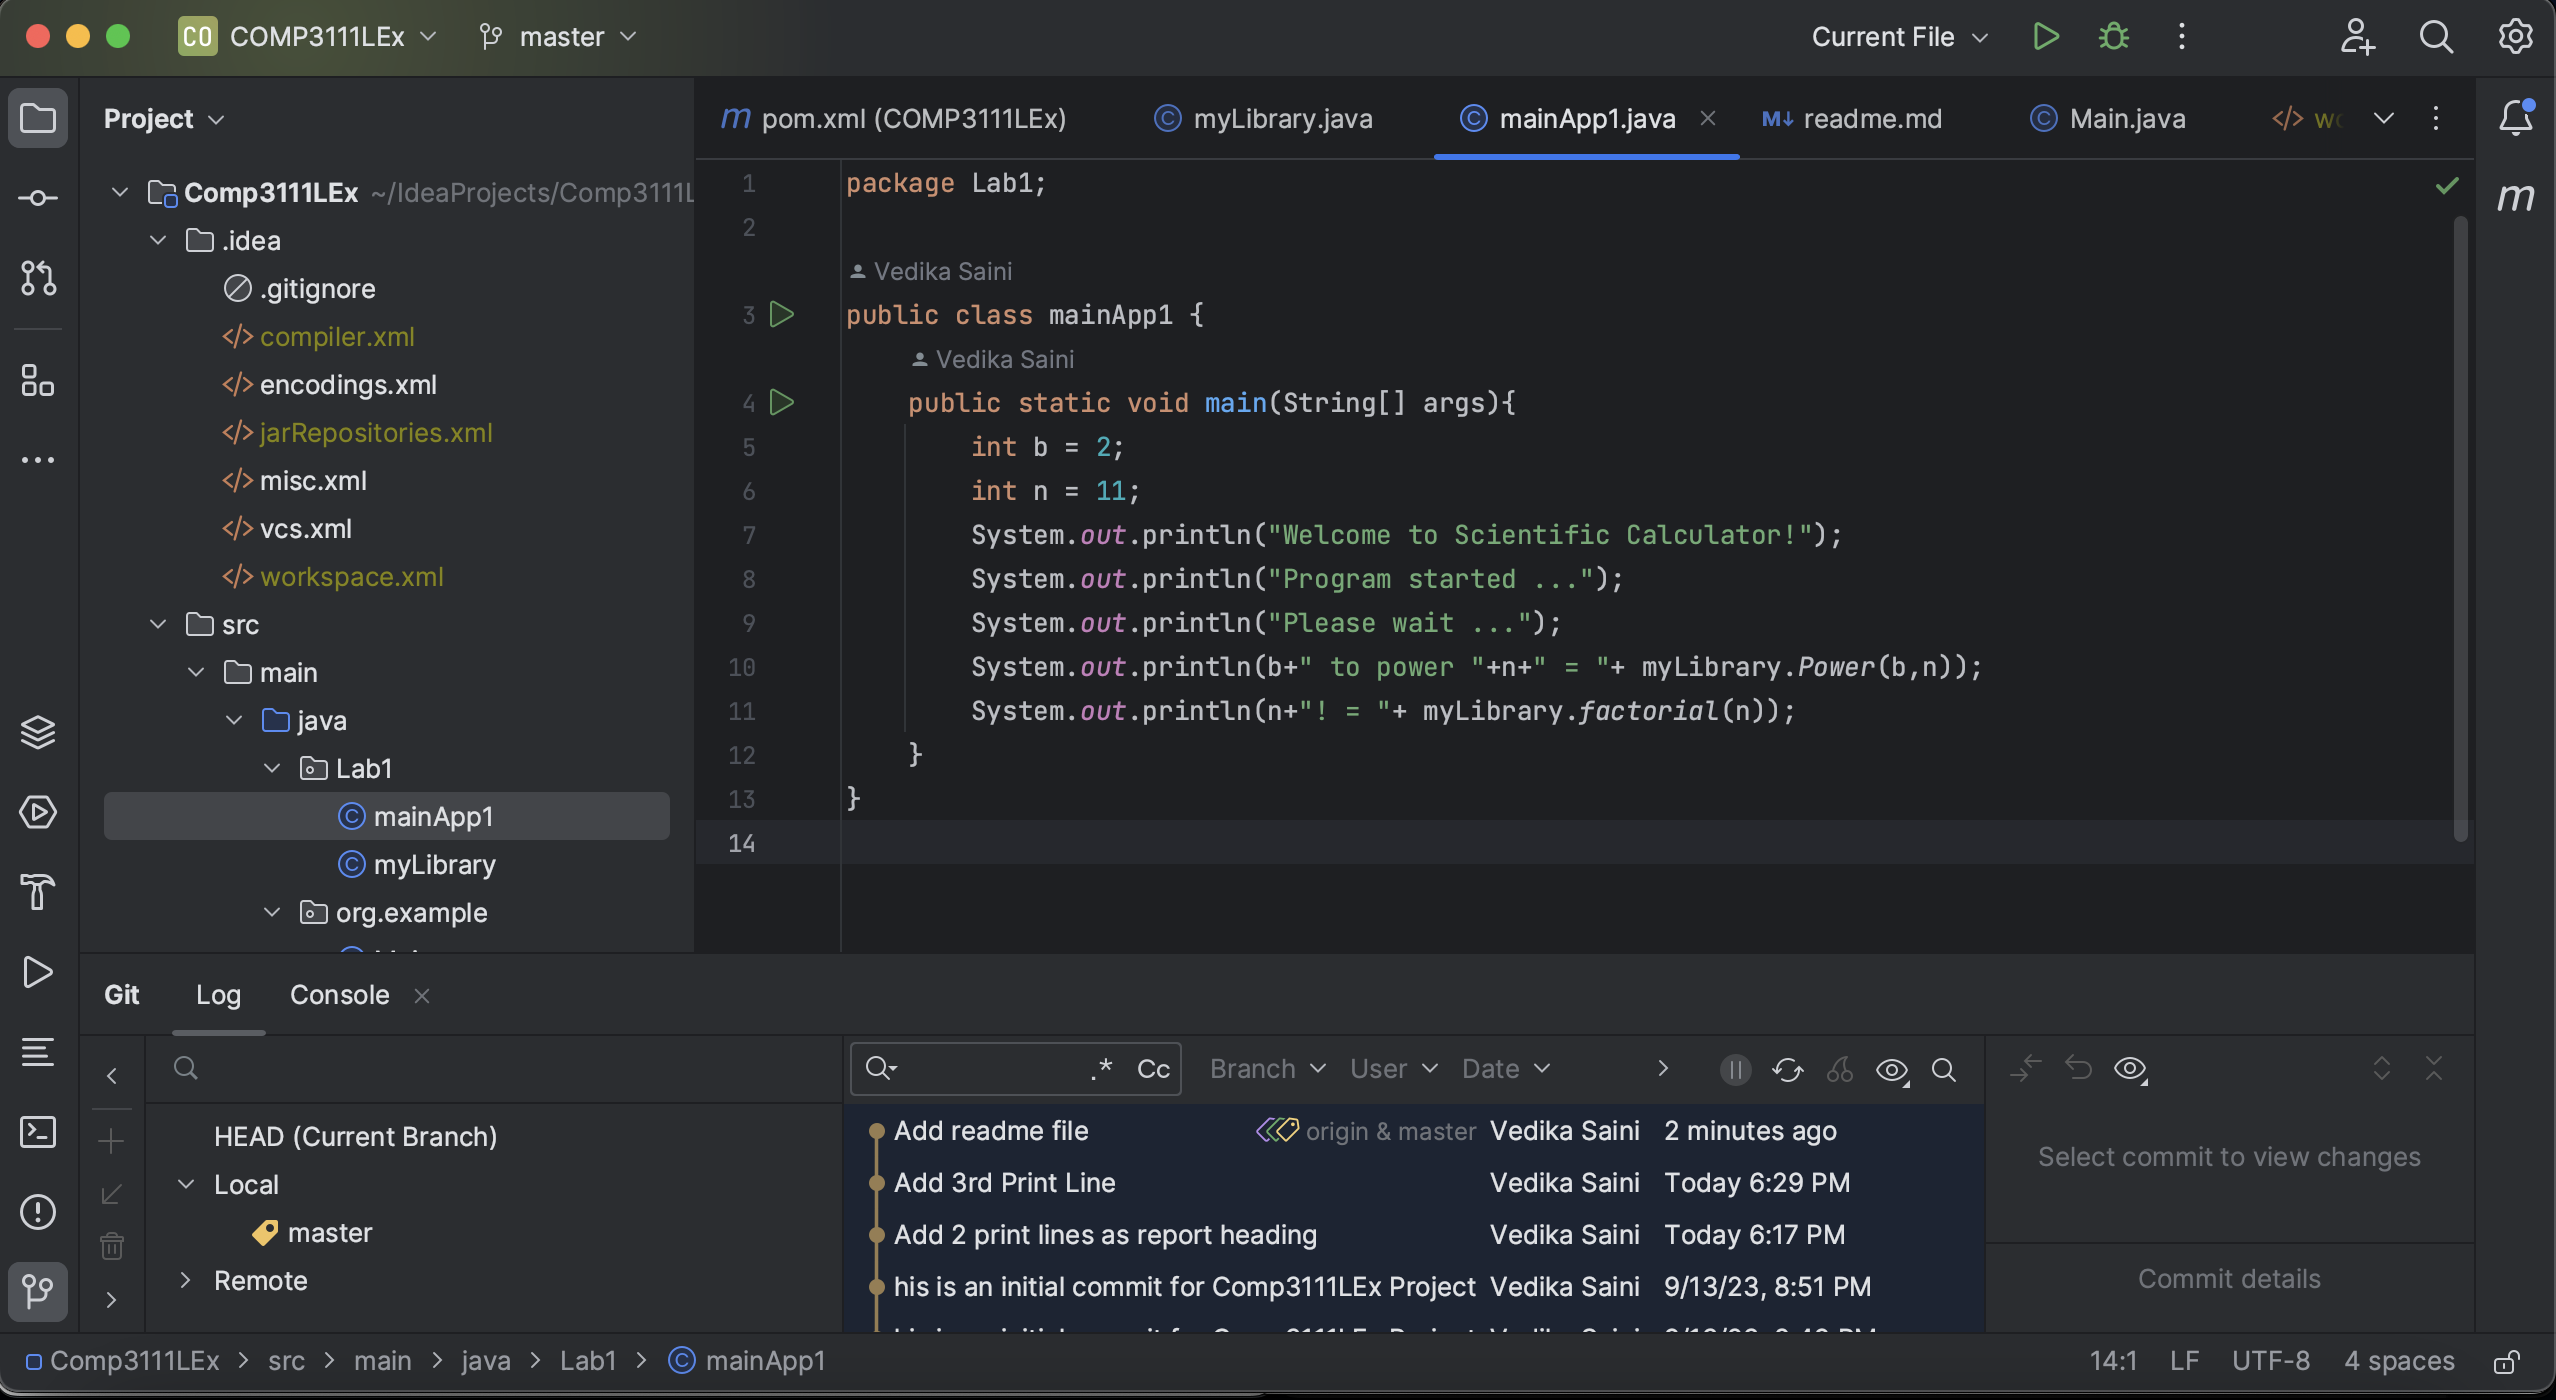 CO COMP3111LEx master Current File
Project
pom.xml (COMP3111LEx) myLibrary.java mainApp1.java readme.md Main.java
Comp3111LEx ~/IdeaProjects/Comp3111L
.idea
.gitignore
compiler.xml
encodings.xml
jarRepositories.xml
misc.xml
vcs.xml
workspace.xml
src
main
java
Lab1
mainApp1
myLibrary
org.example
1 package Lab1;
2
Vedika Saini
3 public class mainApp1 {
Vedika Saini
4 public static void main(String[] args){
5 int b = 2;
6 int n = 11;
7 System.out.println("Welcome to Scientific Calculator!");
8 System.out.println("Program started ...");
9 System.out.println("Please wait ...");
10 System.out.println(b+" to power "+n+" = "+ myLibrary.Power(b,n));
11 System.out.println(n+"! = "+ myLibrary.factorial(n));
12 }
13 }
14
Git Log Console
.* Cc Branch User Date
HEAD (Current Branch)
Local
master
Remote
Add readme file origin & master Vedika Saini 2 minutes ago
Add 3rd Print Line Vedika Saini Today 6:29 PM
Add 2 print lines as report heading Vedika Saini Today 6:17 PM
his is an initial commit for Comp3111LEx Project Vedika Saini 9/13/23, 8:51 PM
Select commit to view changes
Commit details
Comp3111LEx > src > main > java > Lab1 > mainApp1 14:1 LF UTF-8 4 spaces